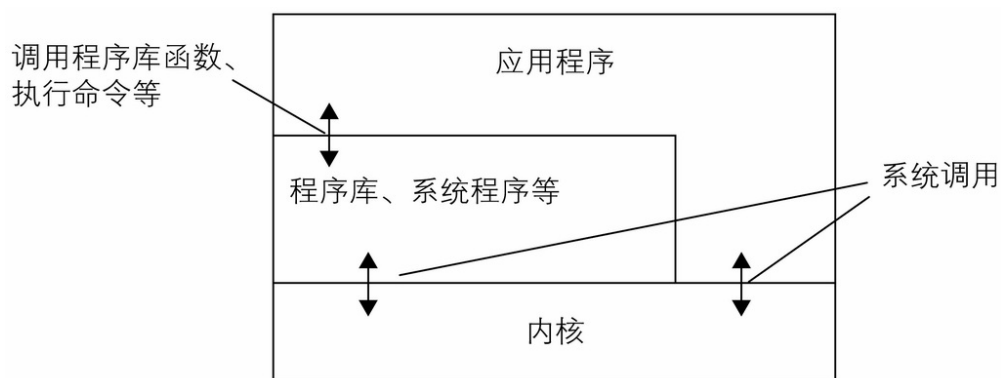 应用程序
调用程序库函数、
执行命令等
程序库、系统程序等
系统调用
内核